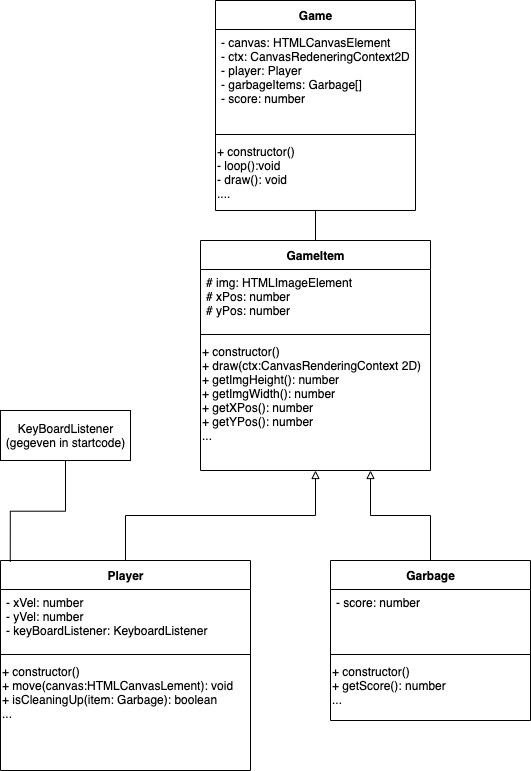 Game
- canvas: HTMLCanvasElement
- ctx: CanvasRedeneringContext2D
- player: Player
- garbageItems: Garbage[]
- score: number
+ constructor()
- loop():void
- draw(): void
....
GameItem
# img: HTMLImageElement
# xPos: number
# yPos: number
+ constructor()
+ draw(ctx:CanvasRenderingContext 2D)
+ getImgHeight(): number
+ getImgWidth(): number
+ getXPos(): number
+ getYPos(): number
...
KeyBoardListener
(gegeven in startcode)
Player
- xVel: number
- yVel: number
- keyBoardListener: KeyboardListener
+ constructor()
+ move(canvas:HTMLCanvasLement): void
+ isCleaningUp(item: Garbage): boolean
...
Garbage
- score: number
+ constructor()
+ getScore(): number
...